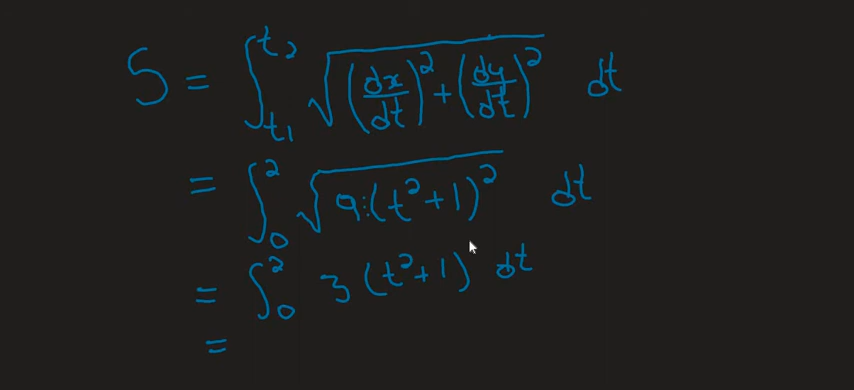 S = ∫_{t1}^{t2} √((dx/dt)² + (dy/dt)²) dt
= ∫_0^2 √(9:(t²+1)²) dt
= ∫_0^2 3(t²+1) dt
=